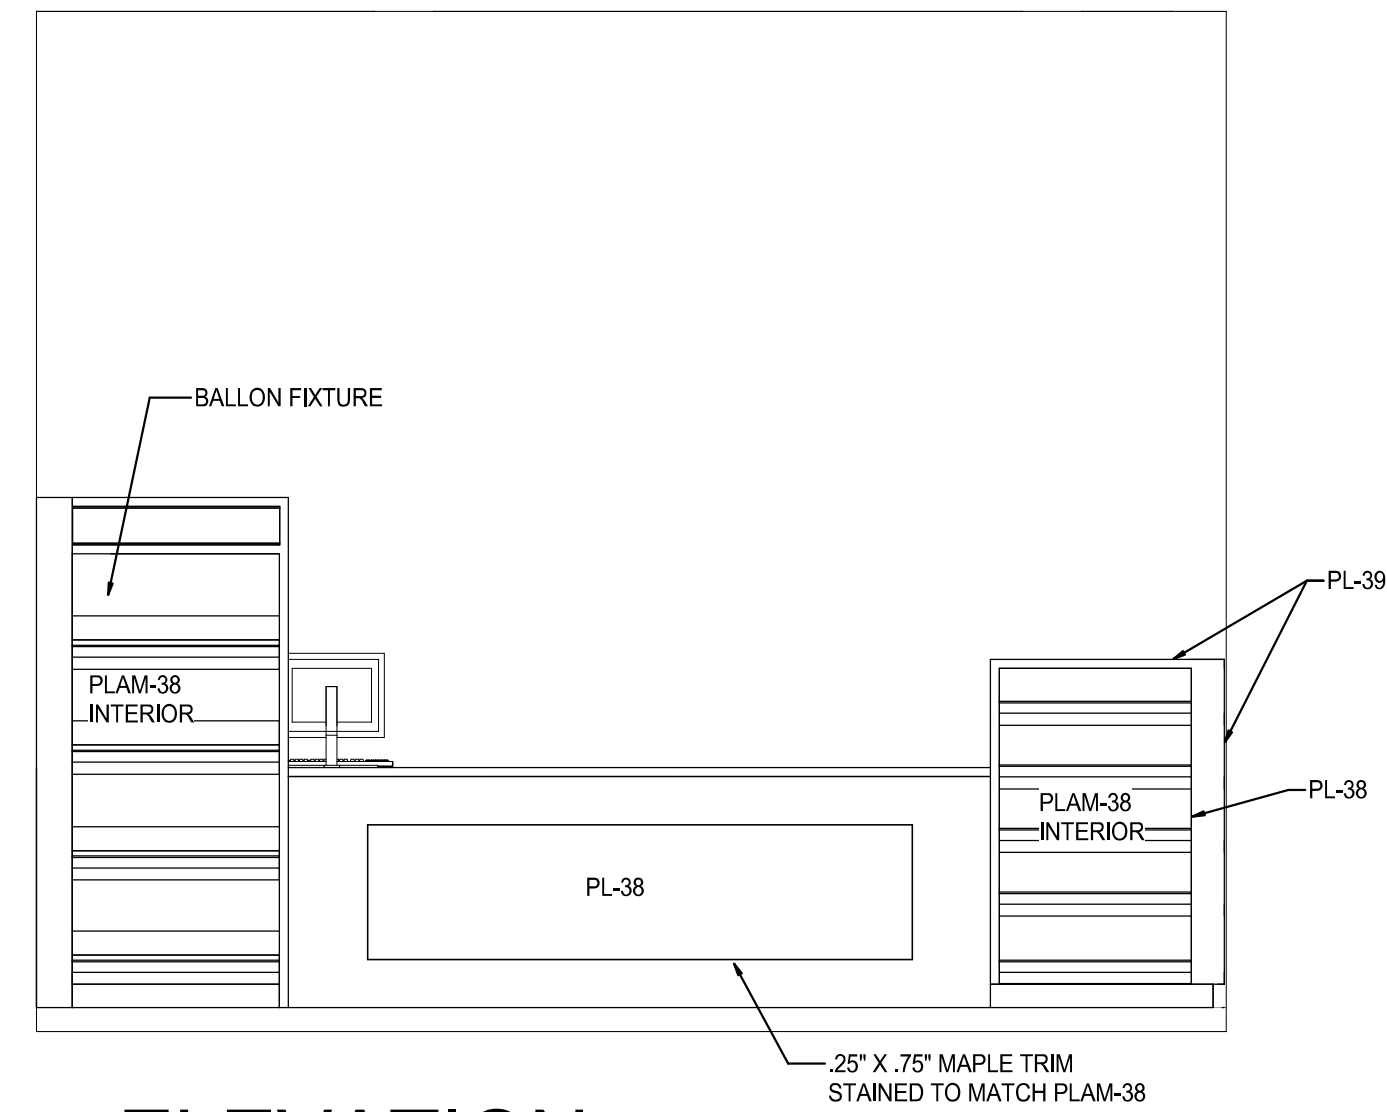 BALLON FIXTURE
PL-39
PLAM-38
INTERIOR
PL-38
PLAM-38
INTERIOR
PL-38
.25" X .75" MAPLE TRIM
STAINED TO MATCH PLAM-38
ELEVATION